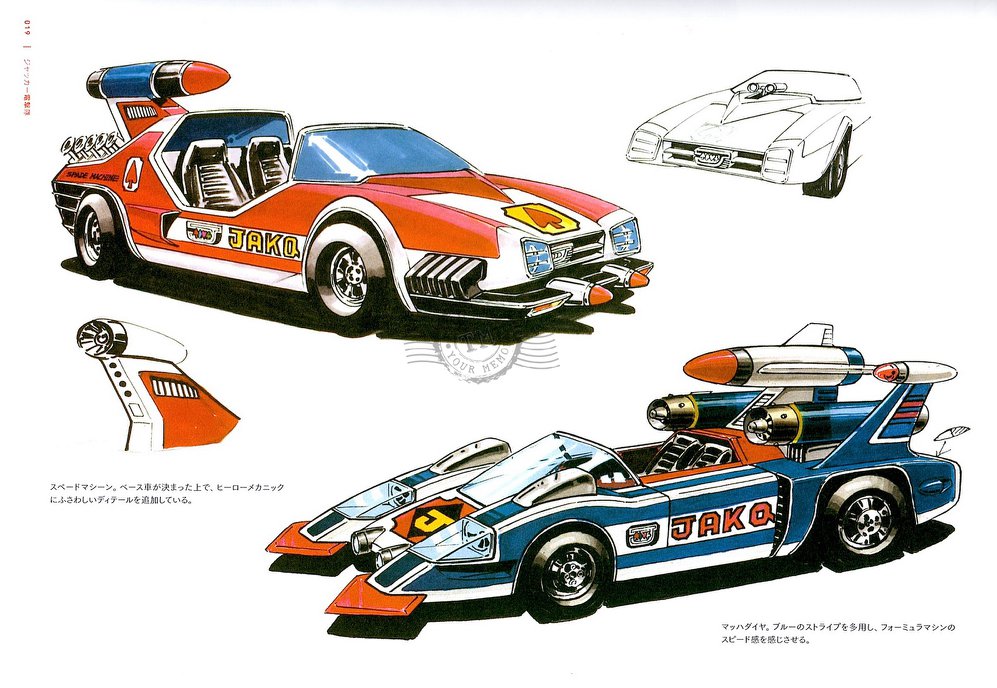 019
ジャッカー電撃隊
SPADE MACHINE
JAKQ
スペードマシーン。ベース車が決まった上で、ヒーローメカニック
にふさわしいディテールを追加している。
YOUR MEMO
J
JAKQ
マッハダイヤ。ブルーのストライプを多用し、フォーミュラマシンの
スピード感を感じさせる。